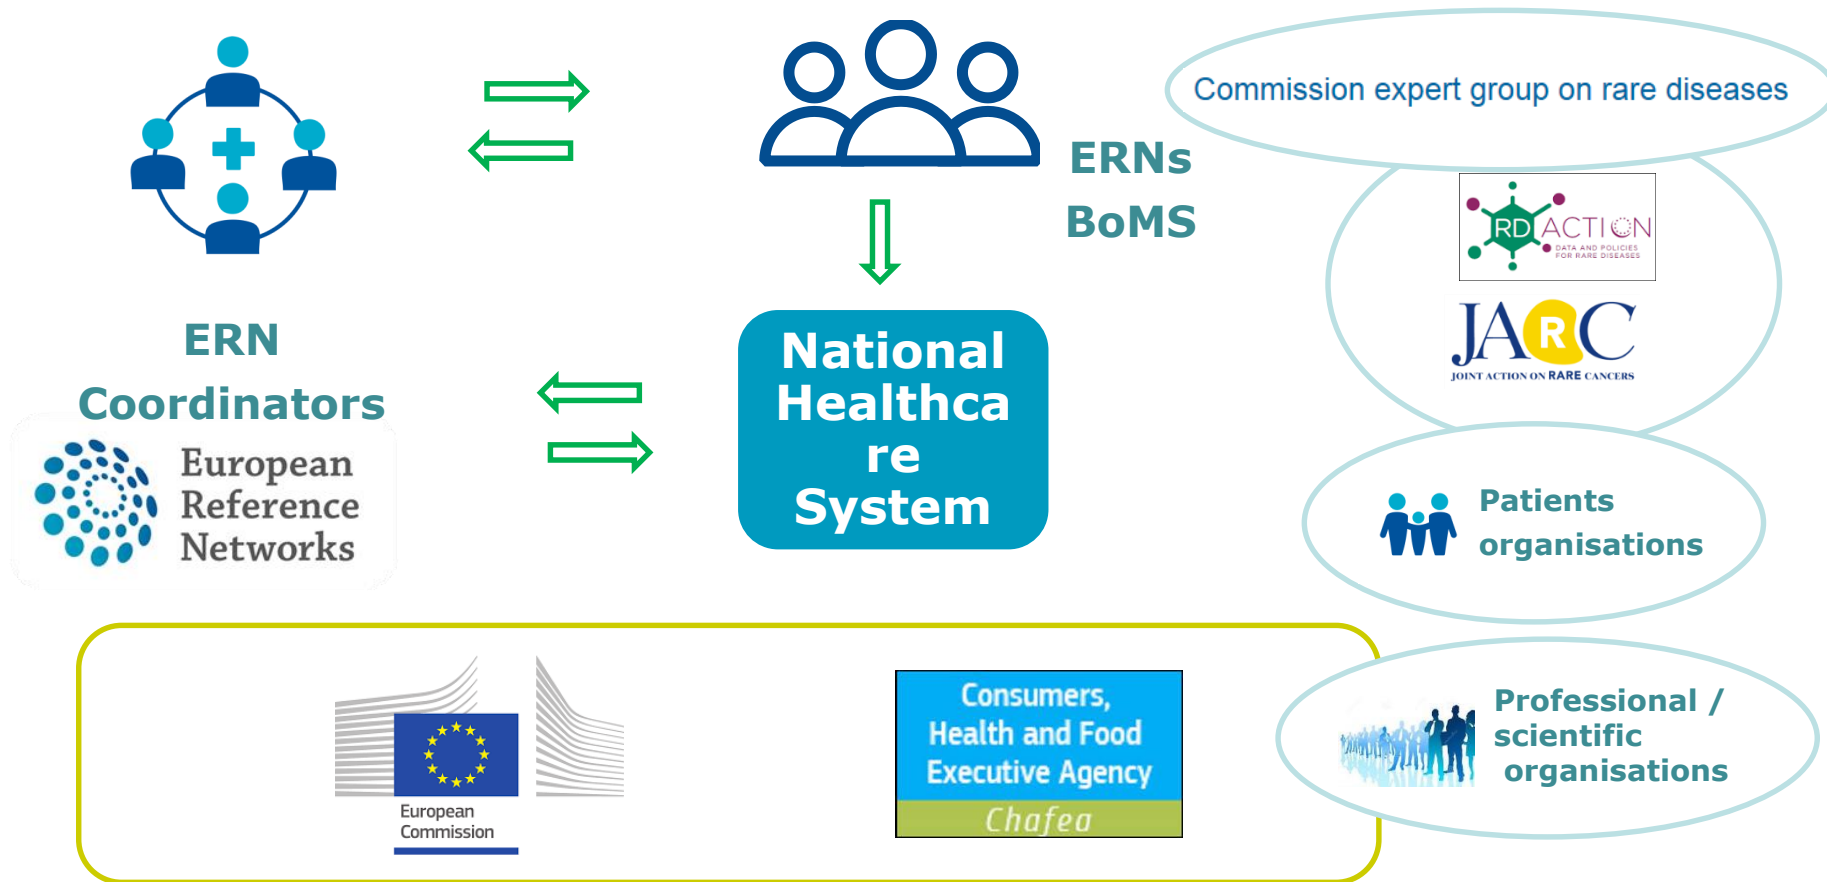 Commission expert group on rare diseases
ERNs
BoMS
RD ACTION
DATA AND POLICIES
FOR RARE DISEASES
JARC
JOINT ACTION ON RARE CANCERS
ERN
Coordinators
European
Reference
Networks
National
Healthca
re
System
Patients
organisations
European
Commission
Consumers,
Health and Food
Executive Agency
Chafea
Professional /
scientific
organisations